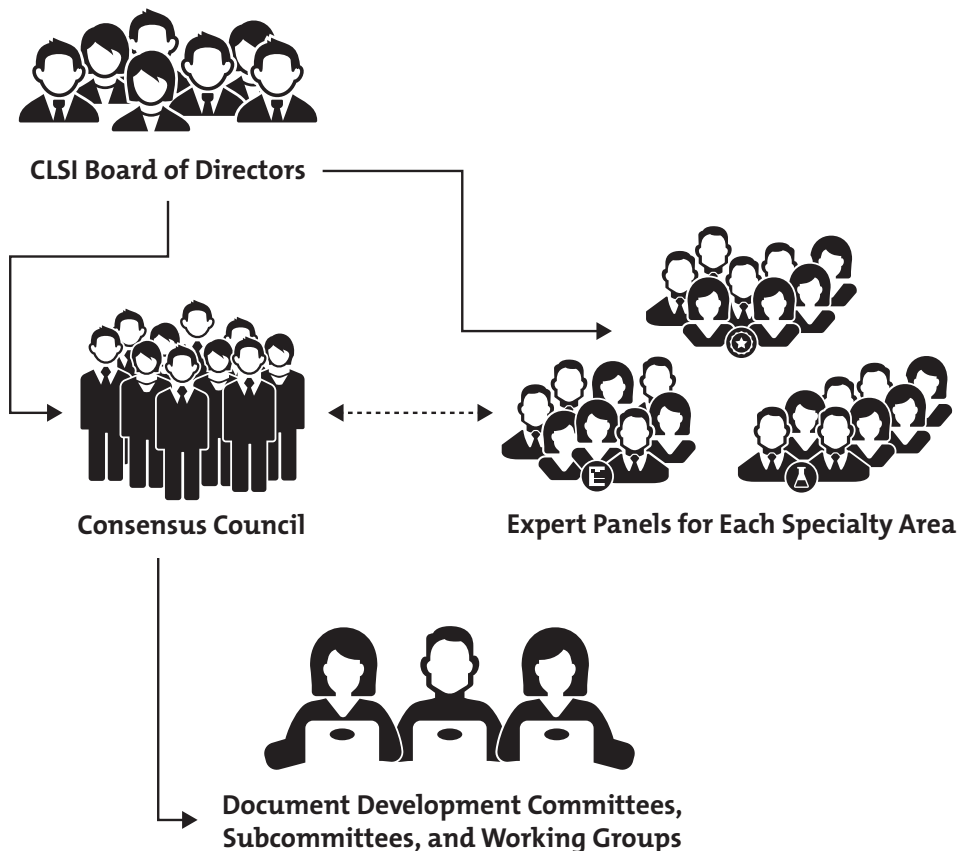 CLSI Board of Directors
Consensus Council
Expert Panels for Each Specialty Area
Document Development Committees,
Subcommittees, and Working Groups